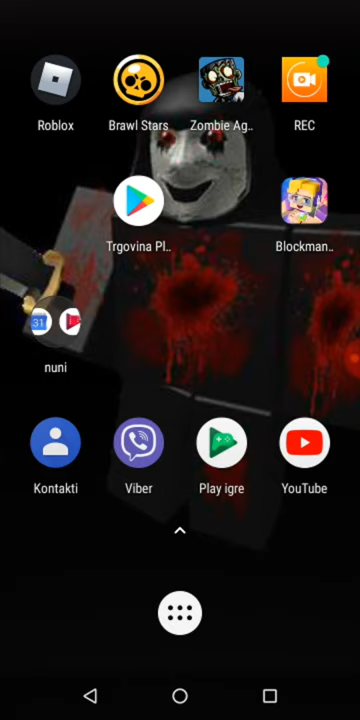 Roblox
Brawl Stars
Zombie Ag..
REC
Trgovina Pl..
Blockman..
31
nuni
Kontakti
Viber
Play igre
YouTube